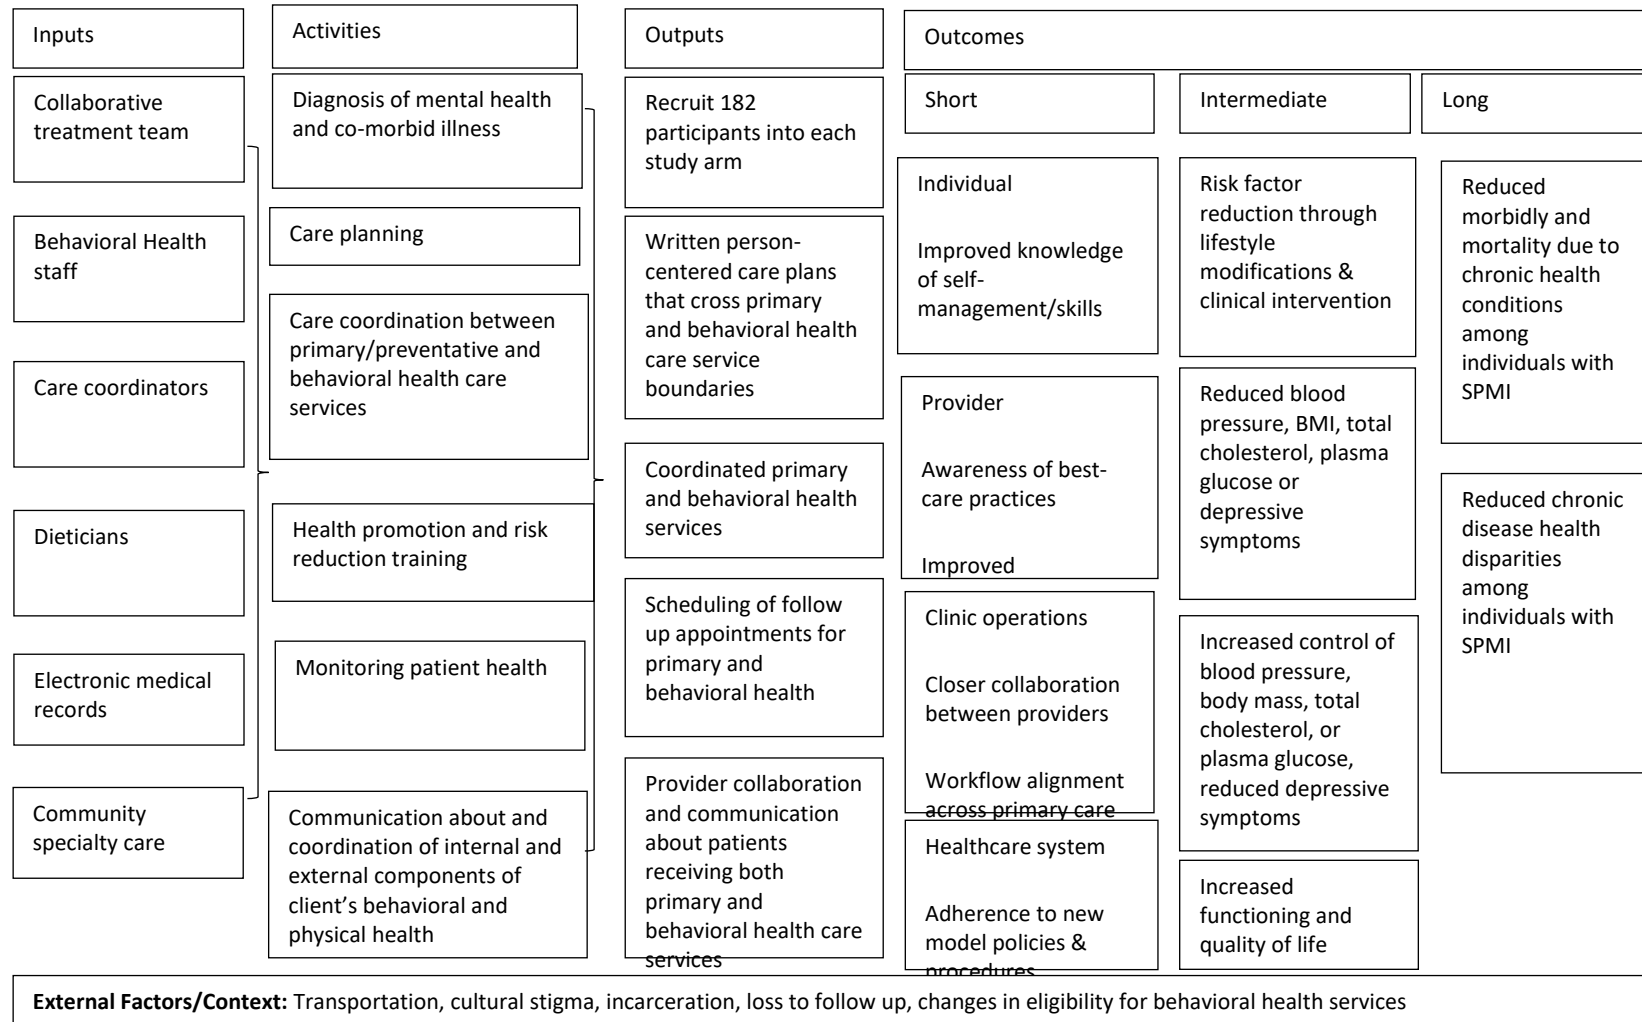 Inputs
Activities
Outputs
Outcomes
Short
Intermediate
Long
Collaborative
treatment team
Behavioral Health
staff
Care coordinators
Dieticians
Electronic medical
records
Community
specialty care
Diagnosis of mental health
and co-morbid illness
Care planning
Care coordination between
primary/preventative and
behavioral health care
services
Health promotion and risk
reduction training
Monitoring patient health
Communication about and
coordination of internal and
external components of
client’s behavioral and
physical health
Recruit 182
participants into each
study arm
Written person-
centered care plans
that cross primary
and behavioral health
care service
boundaries
Coordinated primary
and behavioral health
services
Scheduling of follow
up appointments for
primary and
behavioral health
Provider collaboration
and communication
about patients
receiving both
primary and
behavioral health care
services
Individual
Improved knowledge
of self-
management/skills
Provider
Awareness of best-
care practices
Improved
Clinic operations
Closer collaboration
between providers
Workflow alignment
across primary care
Healthcare system
Adherence to new
model policies &
procedures
Risk factor
reduction through
lifestyle
modifications &
clinical intervention
Reduced blood
pressure, BMI, total
cholesterol, plasma
glucose or
depressive
symptoms
Increased control of
blood pressure,
body mass, total
cholesterol, or
plasma glucose,
reduced depressive
symptoms
Increased
functioning and
quality of life
Reduced
morbidly and
mortality due to
chronic health
conditions
among
individuals with
SPMI
Reduced chronic
disease health
disparities
among
individuals with
SPMI
External Factors/Context: Transportation, cultural stigma, incarceration, loss to follow up, changes in eligibility for behavioral health services